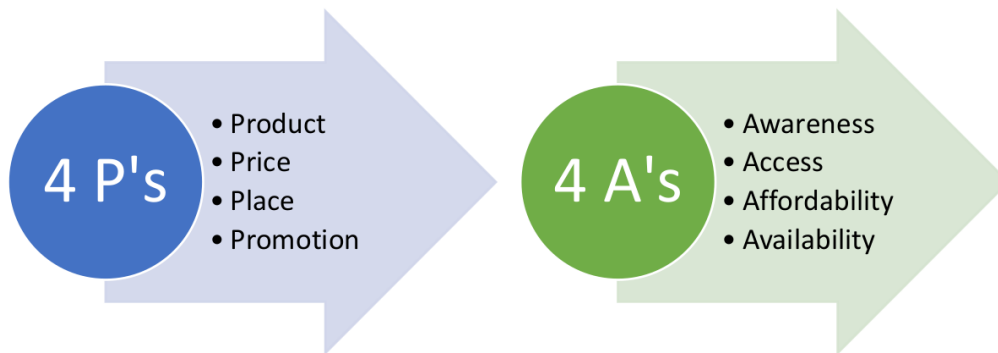 4 P's
• Product
• Price
• Place
• Promotion
4 A's
• Awareness
• Access
• Affordability
• Availability